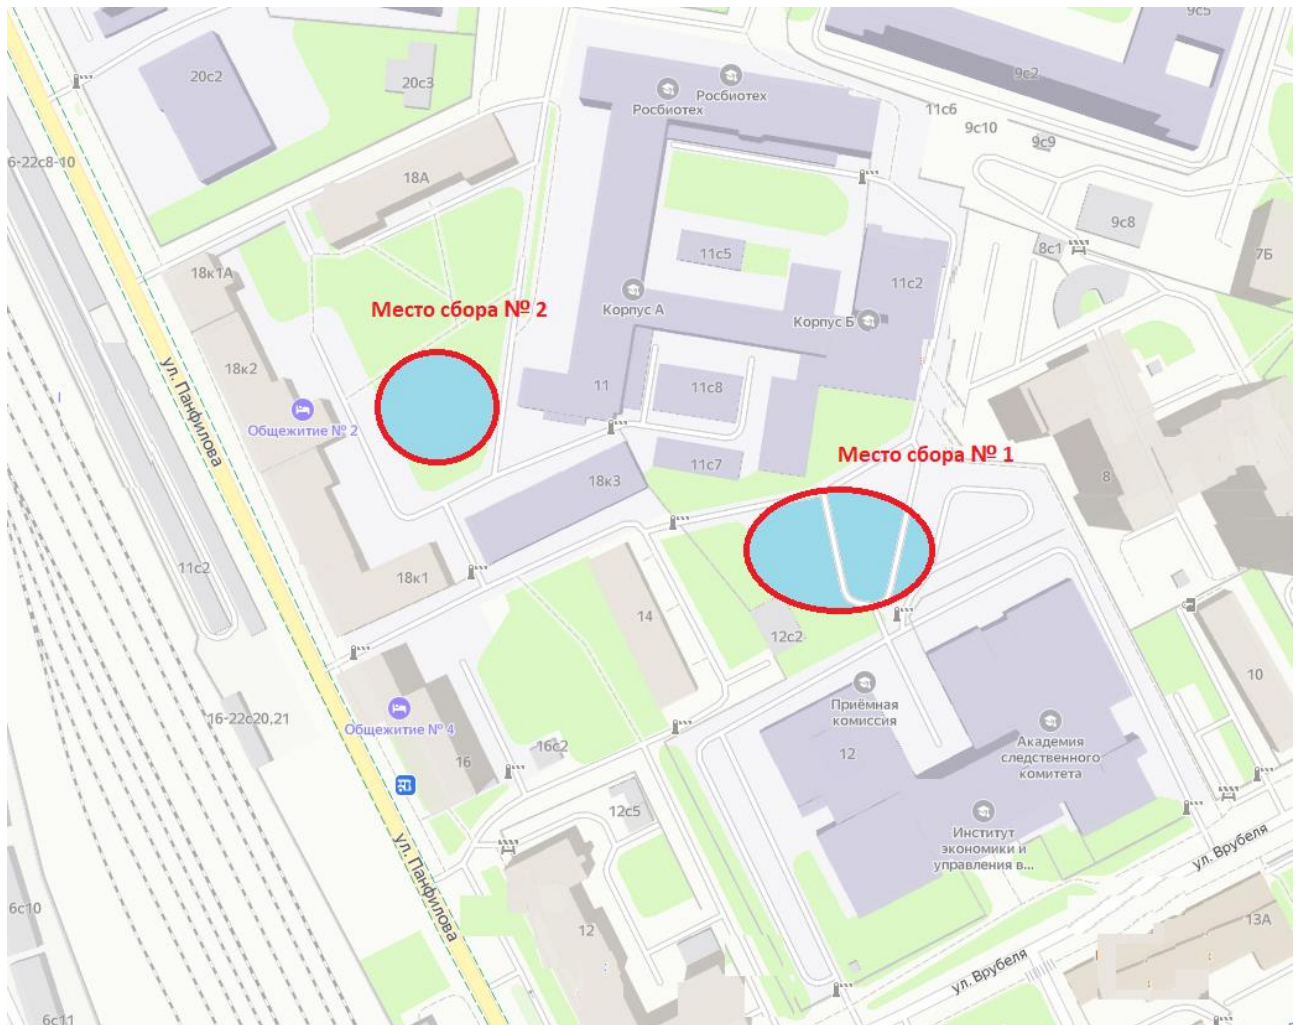 9с5
20с2
20с3
Росбиотех
Росбиотех
9с2
11с6
9с10
9с9
6-22с8-10
18А
9с8
8с1
7Б
11с5
18к1А
11с2
Корпус А
Корпус Б
Место сбора № 2
18к2
11
11с8
ул. Панфилова
Общежитие № 2
Место сбора № 1
11с7
18к3
8
11с2
18к1
14
12с2
10
Приёмная
комиссия
16-22с20,21
Общежитие № 4
16с2
16
12
Академия
следственного
комитета
12с5
Институт
экономики и
управления в...
ул. Врубеля
ул. Панфилова
6с10
12
13А
ул. Врубеля
6с11